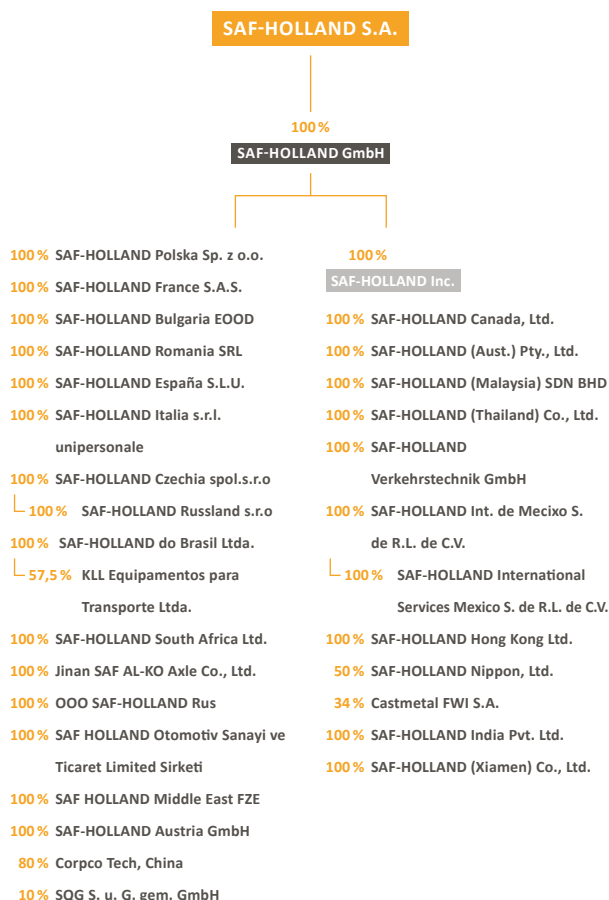 SAF-HOLLAND S.A.
100 %
SAF-HOLLAND GmbH
100 % SAF-HOLLAND Polska Sp. z o.o.
100 % SAF-HOLLAND France S.A.S.
100 % SAF-HOLLAND Bulgaria EOOD
100 % SAF-HOLLAND Romania SRL
100 % SAF-HOLLAND España S.L.U.
100 % SAF-HOLLAND Italia s.r.l.
unipersonale
100 % SAF-HOLLAND Czechia spol.s.r.o
100 % SAF-HOLLAND Russland s.r.o
100 % SAF-HOLLAND do Brasil Ltda.
57,5 % KLL Equipamentos para
Transporte Ltda.
100 % SAF-HOLLAND South Africa Ltd.
100 % Jinan SAF AL-KO Axle Co., Ltd.
100 % OOO SAF-HOLLAND Rus
100 % SAF HOLLAND Otomotiv Sanayi ve
Ticaret Limited Sirketi
100 % SAF HOLLAND Middle East FZE
100 % SAF-HOLLAND Austria GmbH
80 % Corpco Tech, China
10 % SQG S. u. G. gem. GmbH
100 %
SAF-HOLLAND Inc.
100 % SAF-HOLLAND Canada, Ltd.
100 % SAF-HOLLAND (Aust.) Pty., Ltd.
100 % SAF-HOLLAND (Malaysia) SDN BHD
100 % SAF-HOLLAND (Thailand) Co., Ltd.
100 % SAF-HOLLAND
Verkehrstechnik GmbH
100 % SAF-HOLLAND Int. de Mecixo S.
de R.L. de C.V.
100 % SAF-HOLLAND International
Services Mexico S. de R.L. de C.V.
100 % SAF-HOLLAND Hong Kong Ltd.
50 % SAF-HOLLAND Nippon, Ltd.
34 % Castmetal FWI S.A.
100 % SAF-HOLLAND India Pvt. Ltd.
100 % SAF-HOLLAND (Xiamen) Co., Ltd.